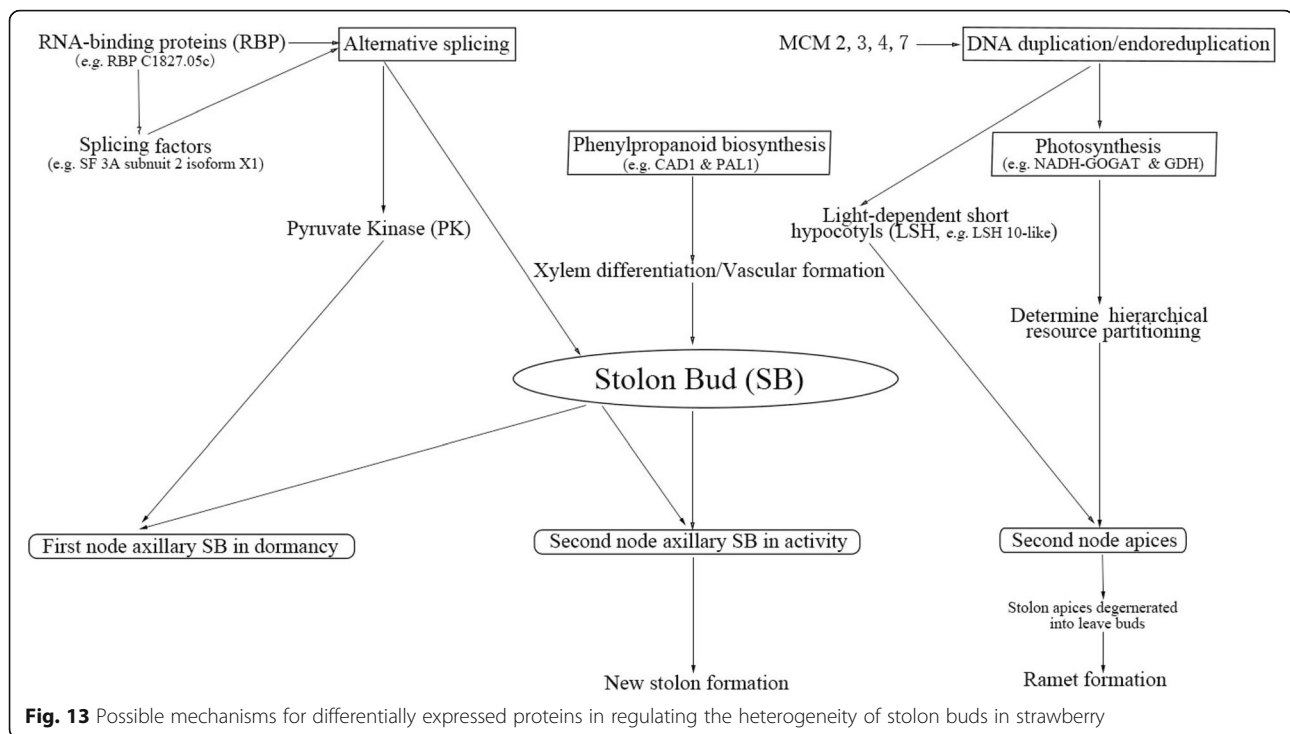 RNA-binding proteins (RBP)
(e.g. RBP C1827.05c)
Alternative splicing
MCM 2, 3, 4, 7
DNA duplication/endoreduplication
Splicing factors
(e.g. SF 3A subnuit 2 isoform X1)
Phenylpropanoid biosynthesis
(e.g. CAD1 & PAL1)
Photosynthesis
(e.g. NADH-GOGAT & GDH)
Pyruvate Kinase (PK)
Light-dependent short
hypocotyls (LSH, e.g. LSH 10-like)
Xylem differentiation/Vascular formation
Determine hierarchical
resource partitioning
Stolon Bud (SB)
First node axillary SB in dormancy
Second node axillary SB in activity
Second node apices
Stolon apices degernerated
into leave buds
New stolon formation
Ramet formation
Fig. 13 Possible mechanisms for differentially expressed proteins in regulating the heterogeneity of stolon buds in strawberry